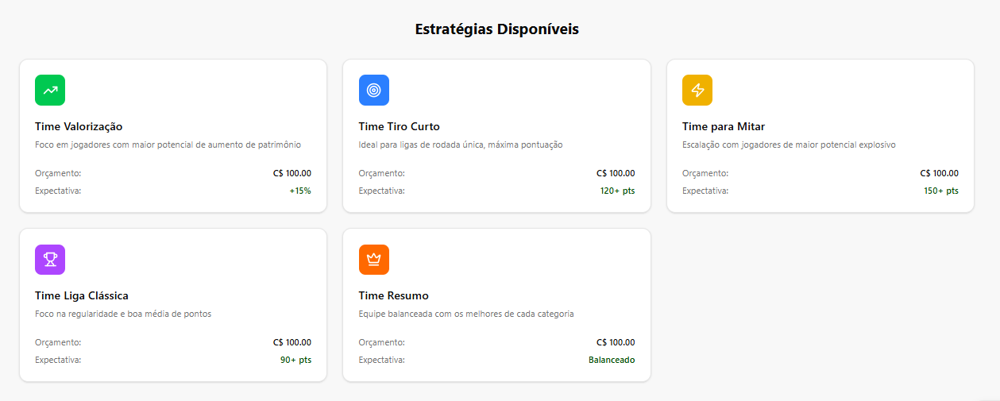 Estratégias Disponíveis
Time Valorização
Foco em jogadores com maior potencial de aumento de patrimônio
Orçamento: C$ 100.00
Expectativa: +15%
Time Tiro Curto
Ideal para ligas de rodada única, máxima pontuação
Orçamento: C$ 100.00
Expectativa: 120+ pts
Time para Mitar
Escalação com jogadores de maior potencial explosivo
Orçamento: C$ 100.00
Expectativa: 150+ pts
Time Liga Clássica
Foco na regularidade e boa média de pontos
Orçamento: C$ 100.00
Expectativa: 90+ pts
Time Resumo
Equipe balanceada com os melhores de cada categoria
Orçamento: C$ 100.00
Expectativa: Balanceado